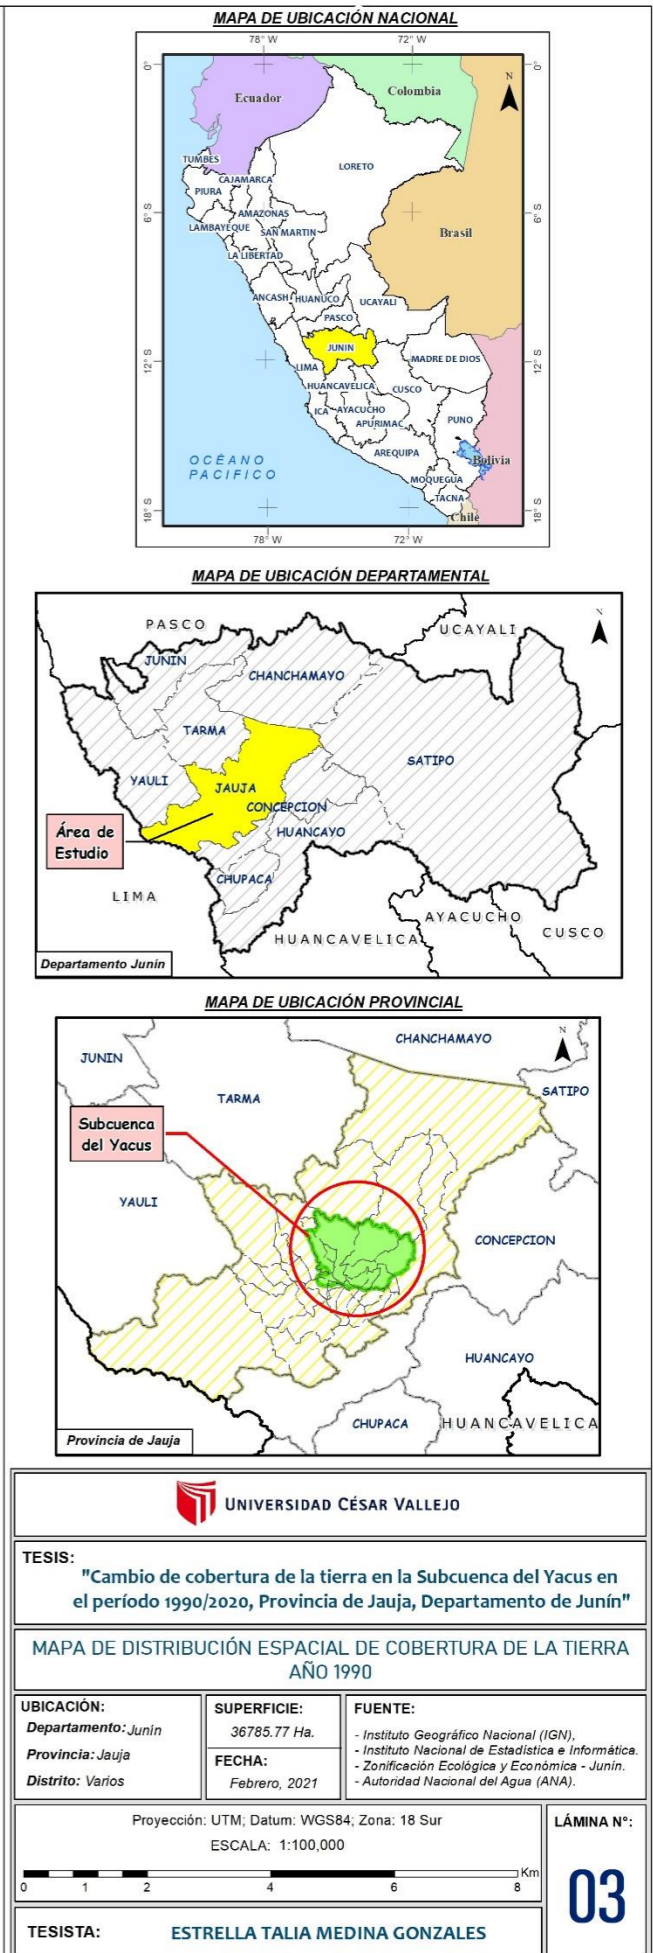 MAPA DE UBICACIÓN NACIONAL
78° W
72° W
0°
0°
N
Ecuador
Colombia
TUMBES
LORETO
CAJAMARCA
PIURA
AMAZONAS
6° S
6° S
LAMBAYEQUE
SAN MARTIN
Brasil
LA LIBERTAD
ANCASH
HUANUCO
UCAYALI
PASCO
JUNIN
12° S
12° S
LIMA
MADRE DE DIOS
HUANCAVELICA
CUSCO
ICA
AYACUCHO
APURIMAC
PUNO
AREQUIPA
OCÉANO
PACIFICO
Bolivia
MOQUEGUA
TACNA
18° S
18° S
Chile
78° W
72° W
MAPA DE UBICACIÓN DEPARTAMENTAL
PASCO
UCAYALI
N
JUNIN
CHANCHAMAYO
TARMA
SATIPO
YAULI
JAUJA
CONCEPCION
Área de
Estudio
HUANCAYO
CHUPACA
LIMA
AYACUCHO
HUANCAVELICA
CUSCO
Departamento Junin
MAPA DE UBICACIÓN PROVINCIAL
CHANCHAMAYO
N
JUNIN
SATIPO
TARMA
Subcuenca
del Yacus
YAULI
CONCEPCION
HUANCAYO
CHUPACA
HUANCAVELICA
Provincia de Jauja
UNIVERSIDAD CÉSAR VALLEJO
TESIS:
"Cambio de cobertura de la tierra en la Subcuenca del Yacus en
el período 1990/2020, Provincia de Jauja, Departamento de Junín"
MAPA DE DISTRIBUCIÓN ESPACIAL DE COBERTURA DE LA TIERRA
AÑO 1990
UBICACIÓN:
Departamento: Junín
Provincia: Jauja
Distrito: Varios
SUPERFICIE:
36785.77 Ha.
FECHA:
Febrero, 2021
FUENTE:
- Instituto Geográfico Nacional (IGN),
- Instituto Nacional de Estadística e Informática.
- Zonificación Ecológica y Económica - Junín.
- Autoridad Nacional del Agua (ANA).
Proyección: UTM; Datum: WGS84; Zona: 18 Sur
ESCALA: 1:100,000
Km
0 1 2 4 6 8
LÁMINA N°:
03
TESISTA: ESTRELLA TALIA MEDINA GONZALES